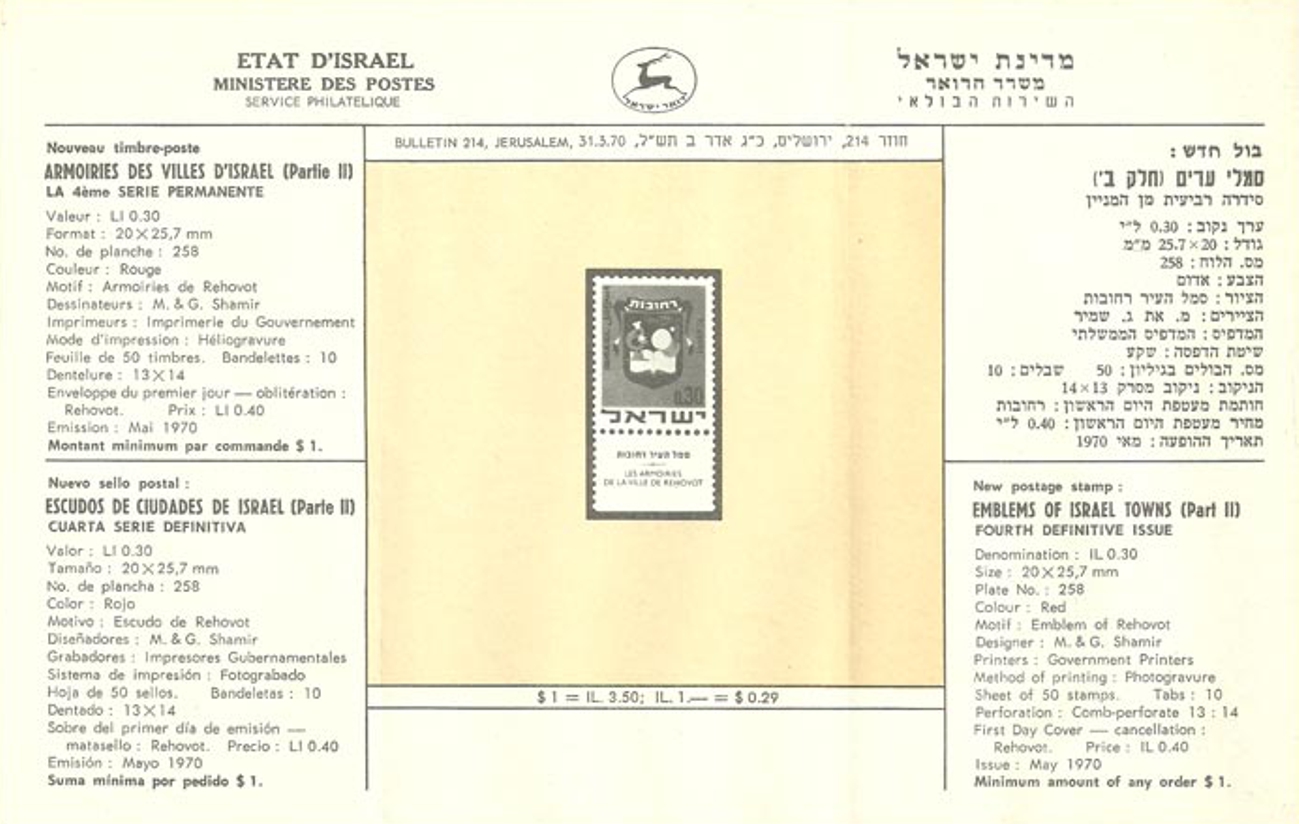 ETAT D'ISRAEL
MINISTERE DES POSTES
SERVICE PHILATELIQUE
דואר ישראל
מדינת ישראל
משרד הדואר
השירות הבולאי
Nouveau timbre-poste
ARMOIRIES DES VILLES D'ISRAEL (Partie II)
LA 4ème SERIE PERMANENTE
Valeur : LI 0.30
Format : 20 × 25,7 mm
No. de planche : 258
Couleur : Rouge
Motif : Armoiries de Rehovot
Dessinateurs : M. & G. Shamir
Imprimeurs : Imprimerie du Gouvernement
Mode d'impression : Héliogravure
Feuille de 50 timbres. Bandelettes : 10
Dentelure : 13 × 14
Enveloppe du premier jour — oblitération :
Rehovot. Prix : LI 0.40
Emission : Mai 1970
Montant minimum par commande $ 1.
BULLETIN 214, JERUSALEM, 31.3.70 חוזר 214, ירושלים, כ"ג אדר ב תש"ל,
רחובות
0.30
ישראל
סמל העיר רחובות
LES ARMOIRIES
DE LA VILLE DE REHOVOT
$ 1 = IL. 3.50; IL. 1.— = $ 0.29
בול חדש :
סמלי ערים (חלק ב')
סידרה רביעית מן המניין
ערך נקוב : 0.30 ל"י
גודל : 20 × 25.7 מ"מ
מס. הלוח : 258
הצבע : אדום
הציור : סמל העיר רחובות
הציירים : מ. את ג. שמיר
המדפיס : המדפיס הממשלתי
שיטת הדפסה : שקע
מס. הבולים בגיליון : 50 שבלים : 10
הניקוב : ניקוב מסרק 13 × 14
חותמת מעטפת היום הראשון : רחובות
מחיר מעטפת היום הראשון : 0.40 ל"י
תאריך ההופעה : מאי 1970
Nuevo sello postal :
ESCUDOS DE CIUDADES DE ISRAEL (Parte II)
CUARTA SERIE DEFINITIVA
Valor : LI 0.30
Tamaño : 20 × 25,7 mm
No. de plancha : 258
Color : Rojo
Motivo : Escudo de Rehovot
Diseñadores : M. & G. Shamir
Grabadores : Impresores Gubernamentales
Sistema de impresión : Fotograbado
Hoja de 50 sellos. Bandeletas : 10
Dentado : 13 × 14
Sobre del primer día de emisión —
matasello : Rehovot. Precio : LI 0.40
Emisión : Mayo 1970
Suma mínima por pedido $ 1.
New postage stamp :
EMBLEMS OF ISRAEL TOWNS (Part II)
FOURTH DEFINITIVE ISSUE
Denomination : IL 0.30
Size : 20 × 25,7 mm
Plate No. : 258
Colour : Red
Motif : Emblem of Rehovot
Designer : M. & G. Shamir
Printers : Government Printers
Method of printing : Photogravure
Sheet of 50 stamps. Tabs : 10
Perforation : Comb-perforate 13 : 14
First Day Cover — cancellation :
Rehovot. Price : IL 0.40
Issue : May 1970
Minimum amount of any order $ 1.